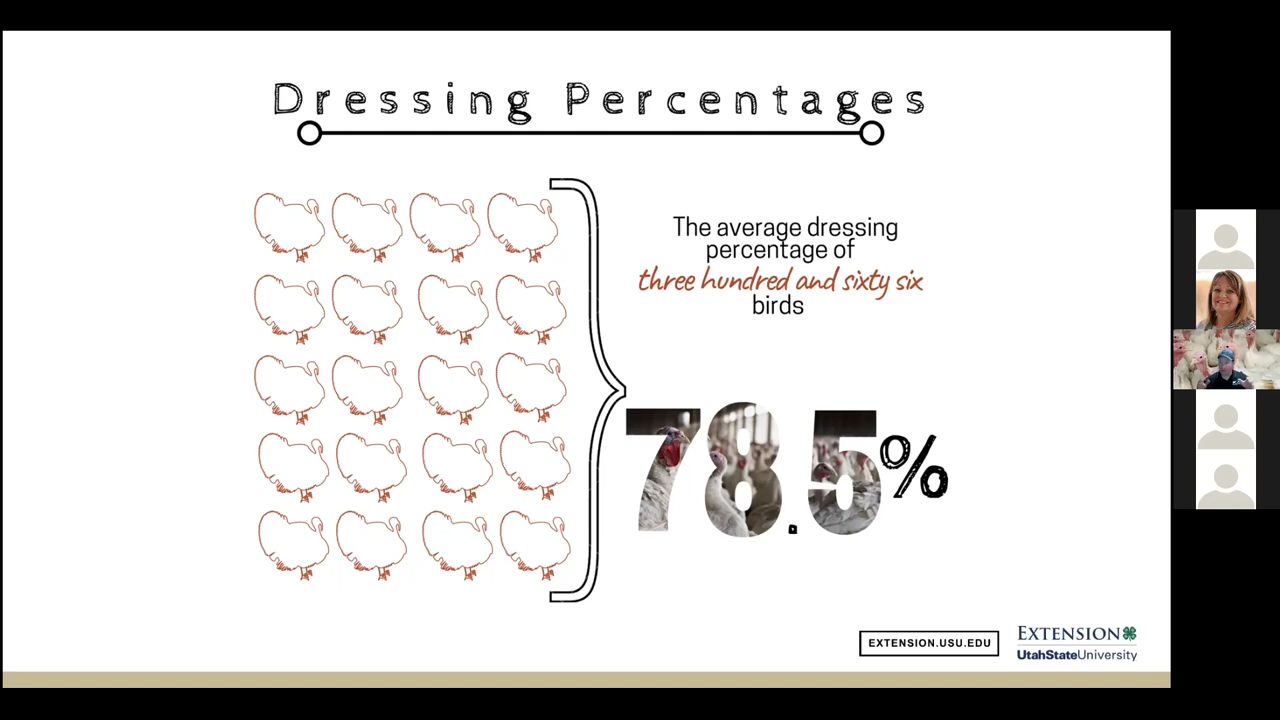 Dressing Percentages
The average dressing
percentage of
three hundred and sixty six
birds
78.5%
EXTENSION.USU.EDU
EXTENSION
UtahStateUniversity